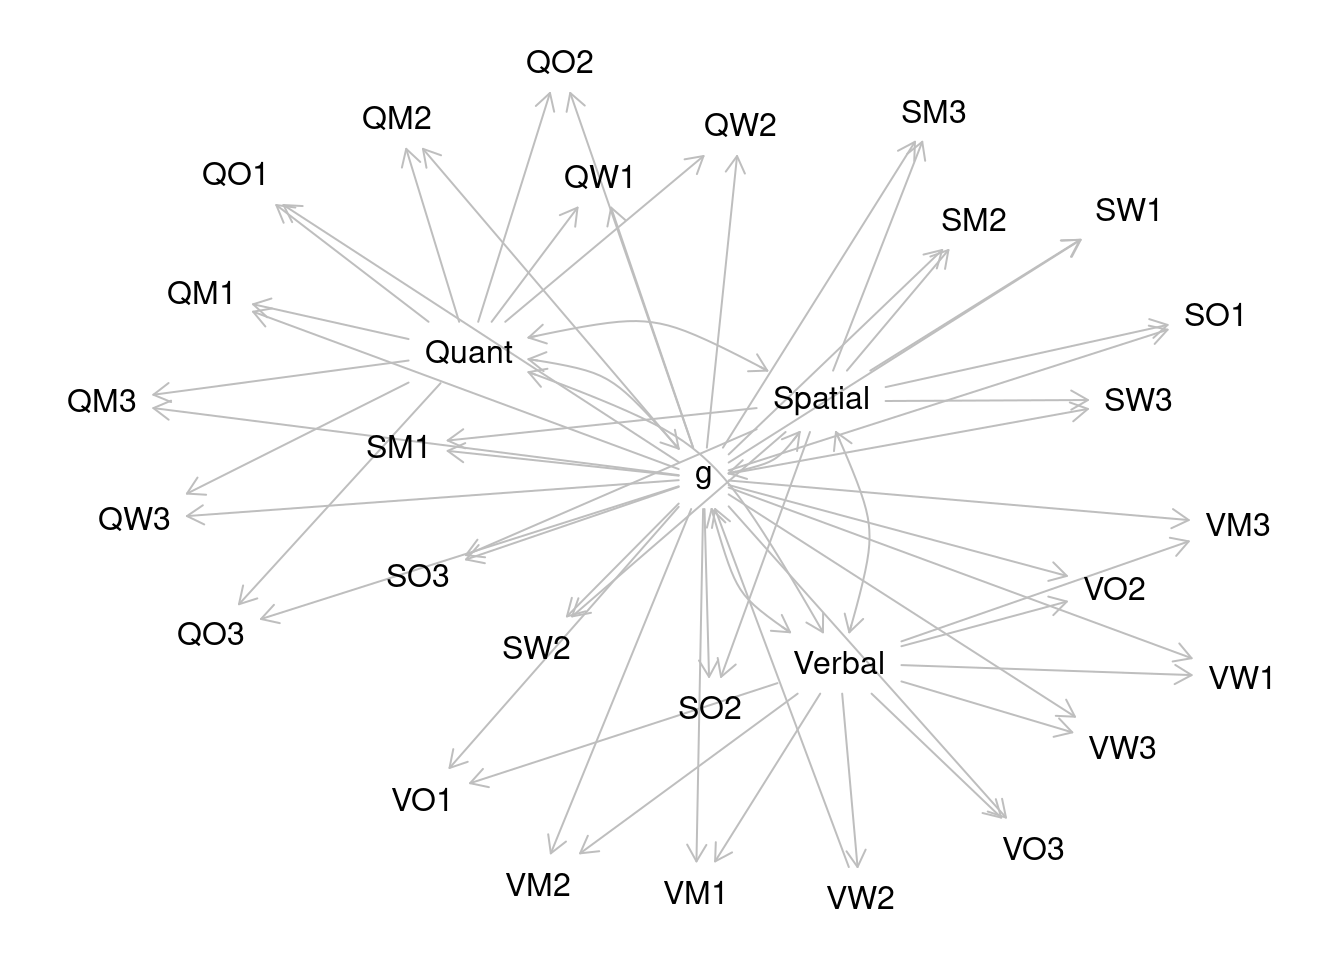 QO2
QM2
SM3
QW2
QO1
QW1
SW1
SM2
QM1
SO1
Quant
Spatial
QM3
SW3
SM1
g
QW3
VM3
SO3
VO2
QO3
SW2
Verbal
VW1
SO2
VW3
VO1
VO3
VM2
VM1
VW2